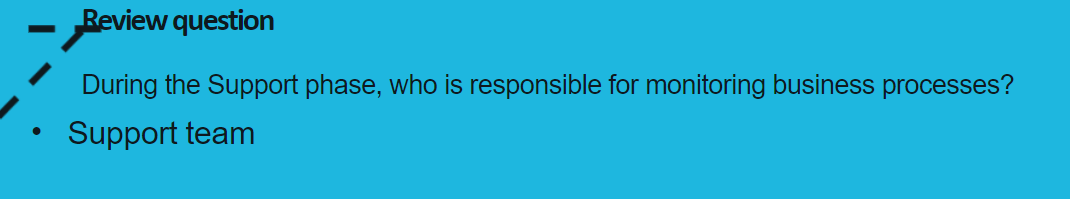 Review question
During the Support phase, who is responsible for monitoring business processes?
• Support team